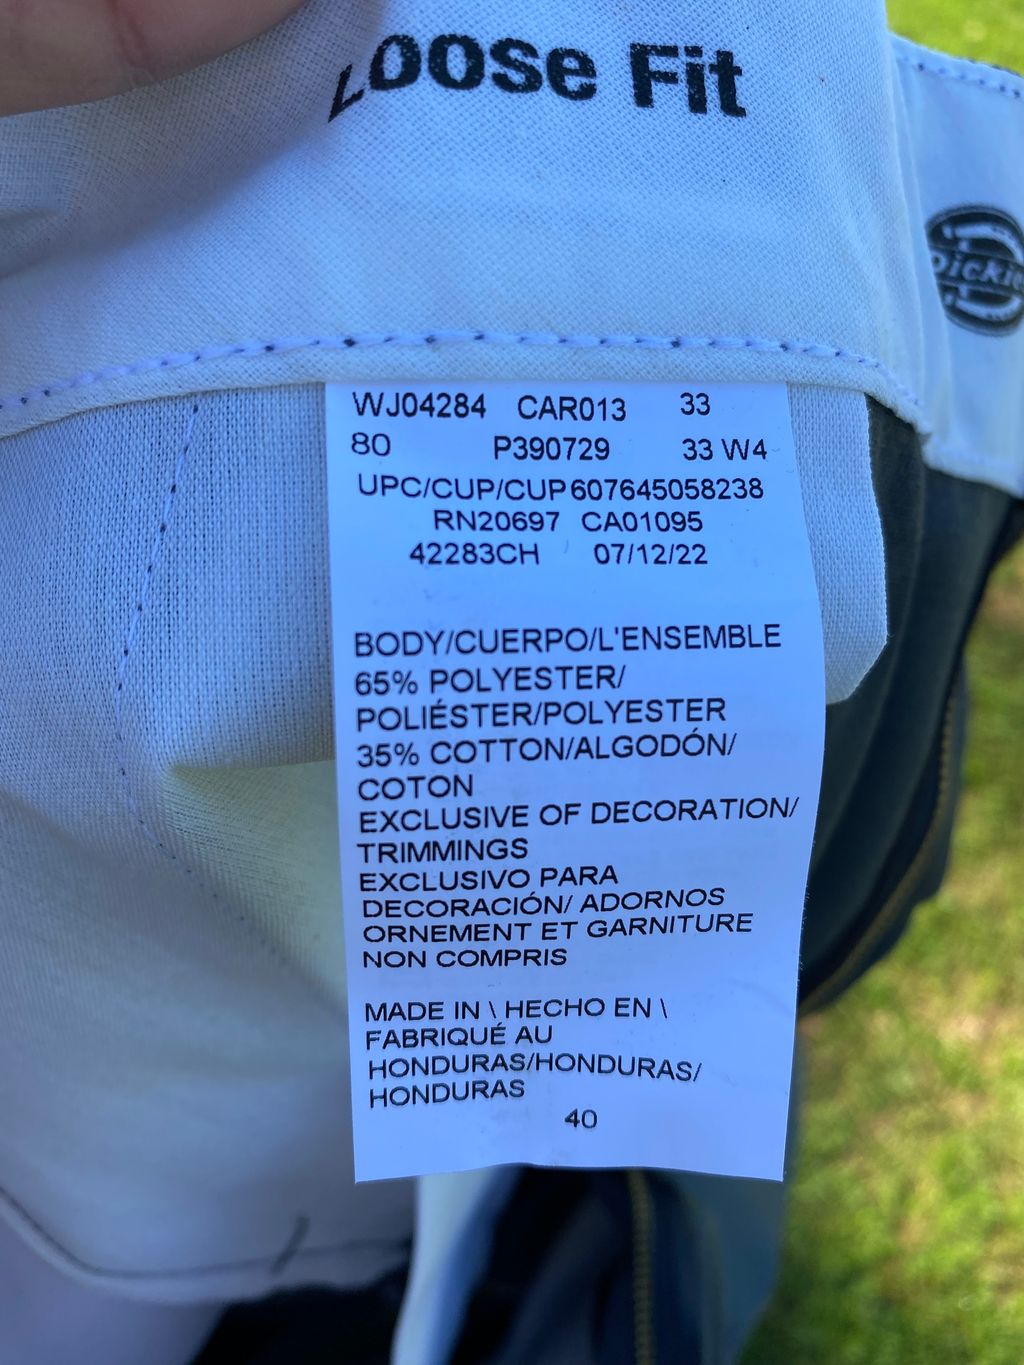 Loose Fit
Dickie
WJ04284 CAR013 33
80 P390729 33 W4
UPC/CUP/CUP607645058238
RN20697 CA01095
42283CH 07/12/22
BODY/CUERPO/L'ENSEMBLE
65% POLYESTER/
POLIÉSTER/POLYESTER
35% COTTON/ALGODÓN/
COTON
EXCLUSIVE OF DECORATION/
TRIMMINGS
EXCLUSIVO PARA
DECORACIÓN/ ADORNOS
ORNEMENT ET GARNITURE
NON COMPRIS
MADE IN \ HECHO EN \
FABRIQUÉ AU
HONDURAS/HONDURAS/
HONDURAS
40